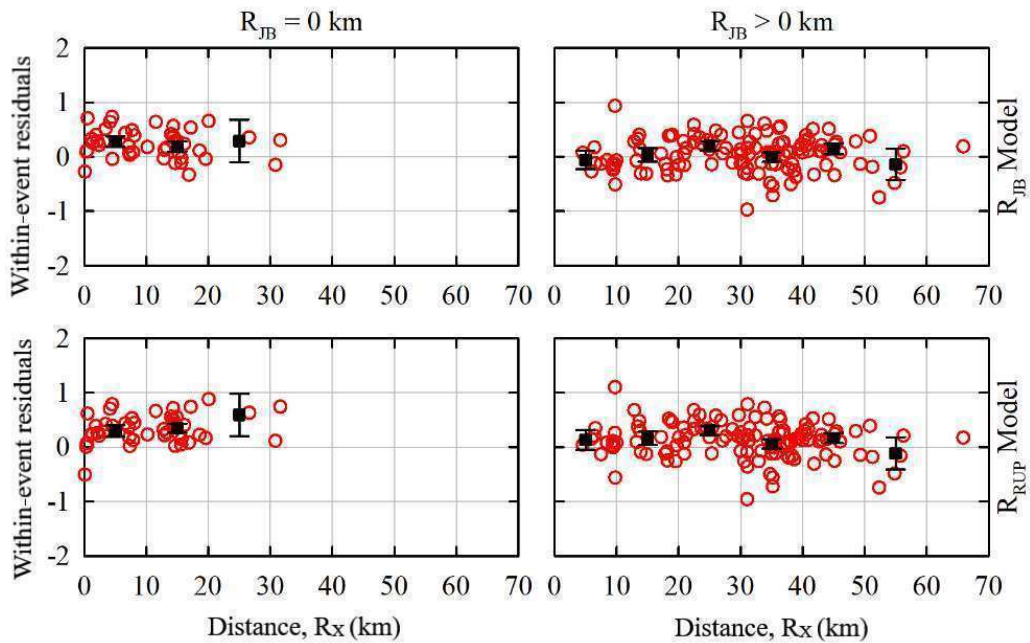 R_JB = 0 km
R_JB > 0 km
Within-event residuals
2
1
0
-1
-2
0 10 20 30 40 50 60 70
0 10 20 30 40 50 60 70
R_JB Model
Within-event residuals
2
1
0
-1
-2
0 10 20 30 40 50 60 70
0 10 20 30 40 50 60 70
R_RUP Model
Distance, Rx (km)
Distance, Rx (km)